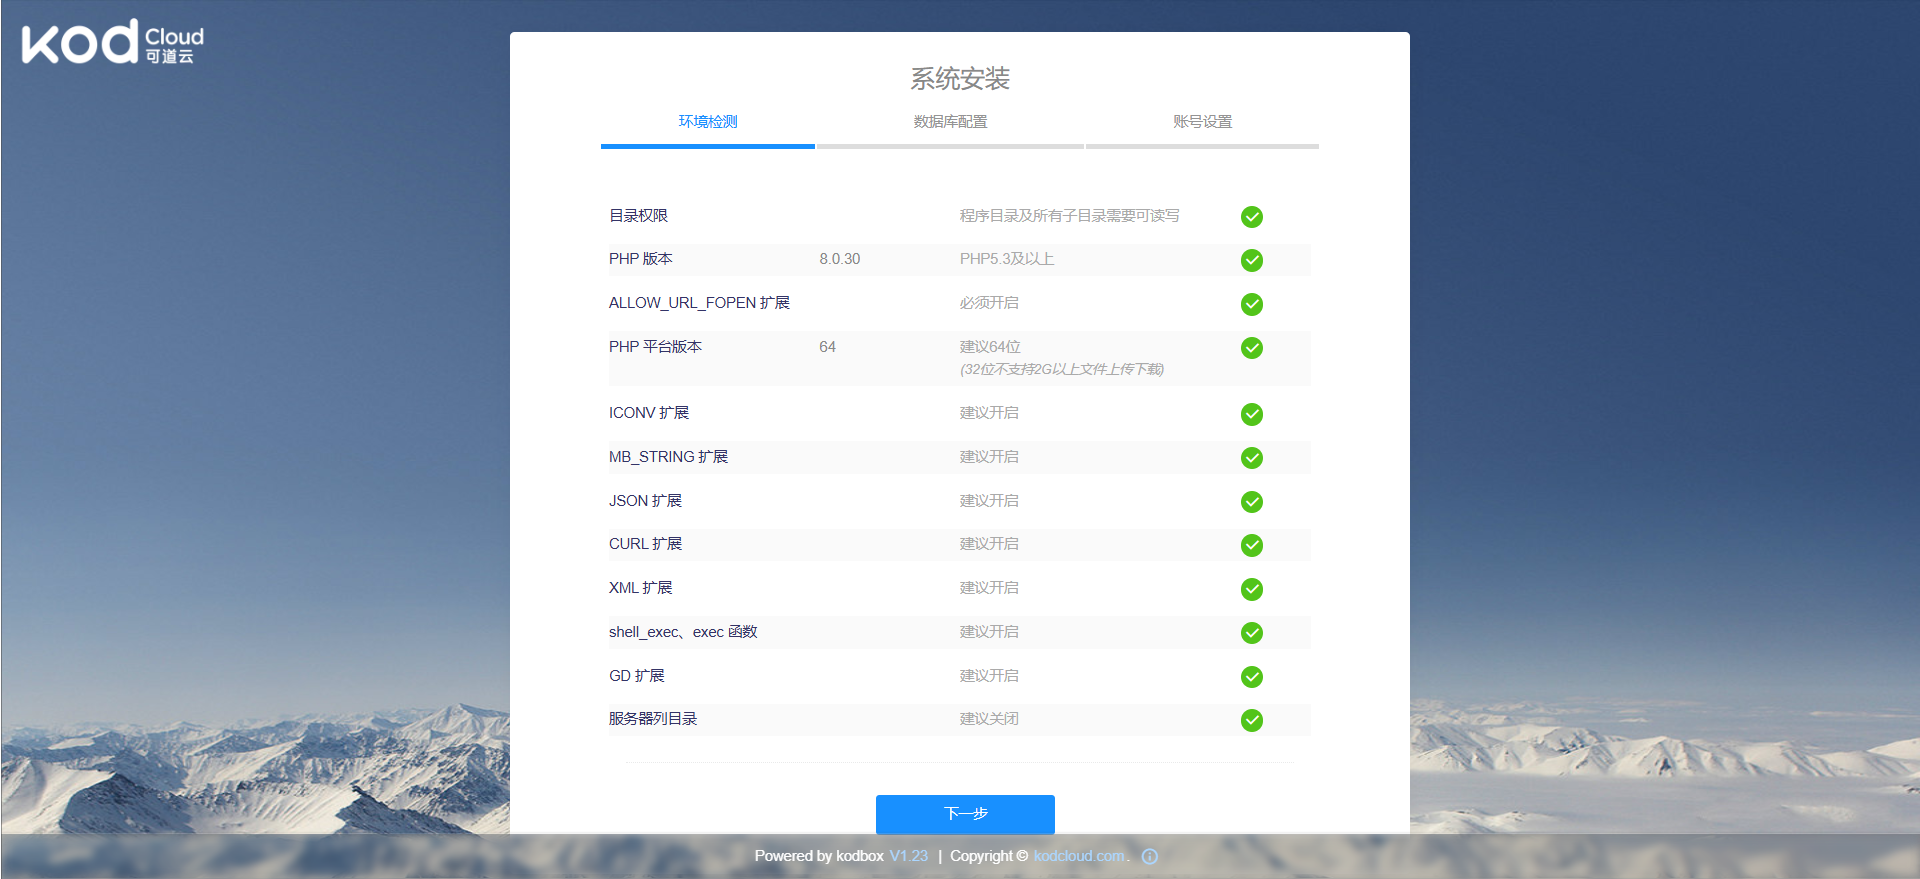 kod Cloud
可道云
系统安装
环境检测 数据库配置 账号设置
目录权限 程序目录及所有子目录需要可读写
PHP 版本 8.0.30 PHP5.3及以上
ALLOW_URL_FOPEN 扩展 必须开启
PHP 平台版本 64 建议64位
(32位不支持2G以上文件上传下载)
ICONV 扩展 建议开启
MB_STRING 扩展 建议开启
JSON 扩展 建议开启
CURL 扩展 建议开启
XML 扩展 建议开启
shell_exec、exec 函数 建议开启
GD 扩展 建议开启
服务器列目录 建议关闭
下一步
Powered by kodbox V1.23 | Copyright © kodcloud.com.